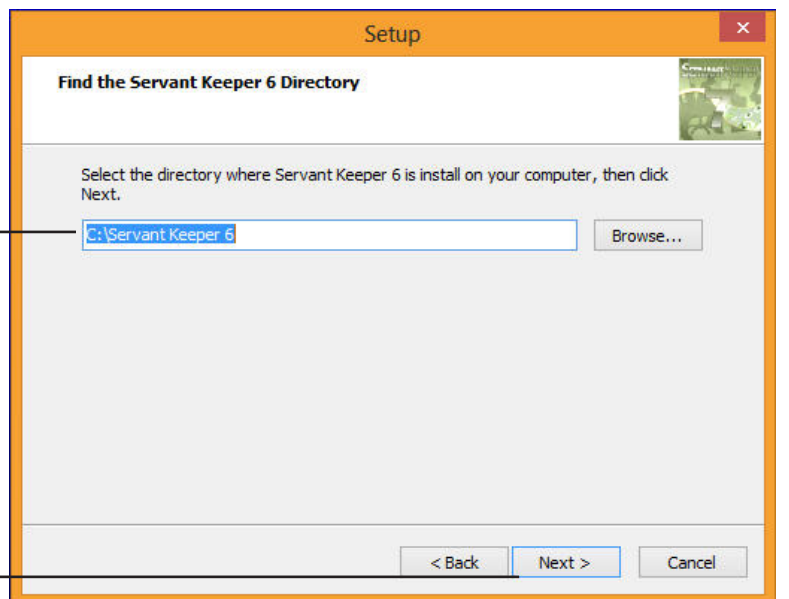 Setup
Find the Servant Keeper 6 Directory
Select the directory where Servant Keeper 6 is install on your computer, then click
Next.
C:\Servant Keeper 6
Browse...
< Back
Next >
Cancel